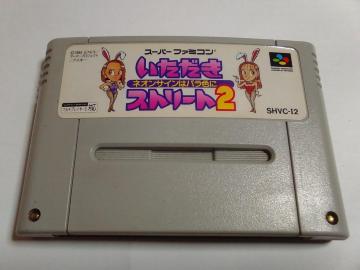 スーパーファミコン
いただき
ネオンサインはバラ色に
ストリート2
SHVC-I2